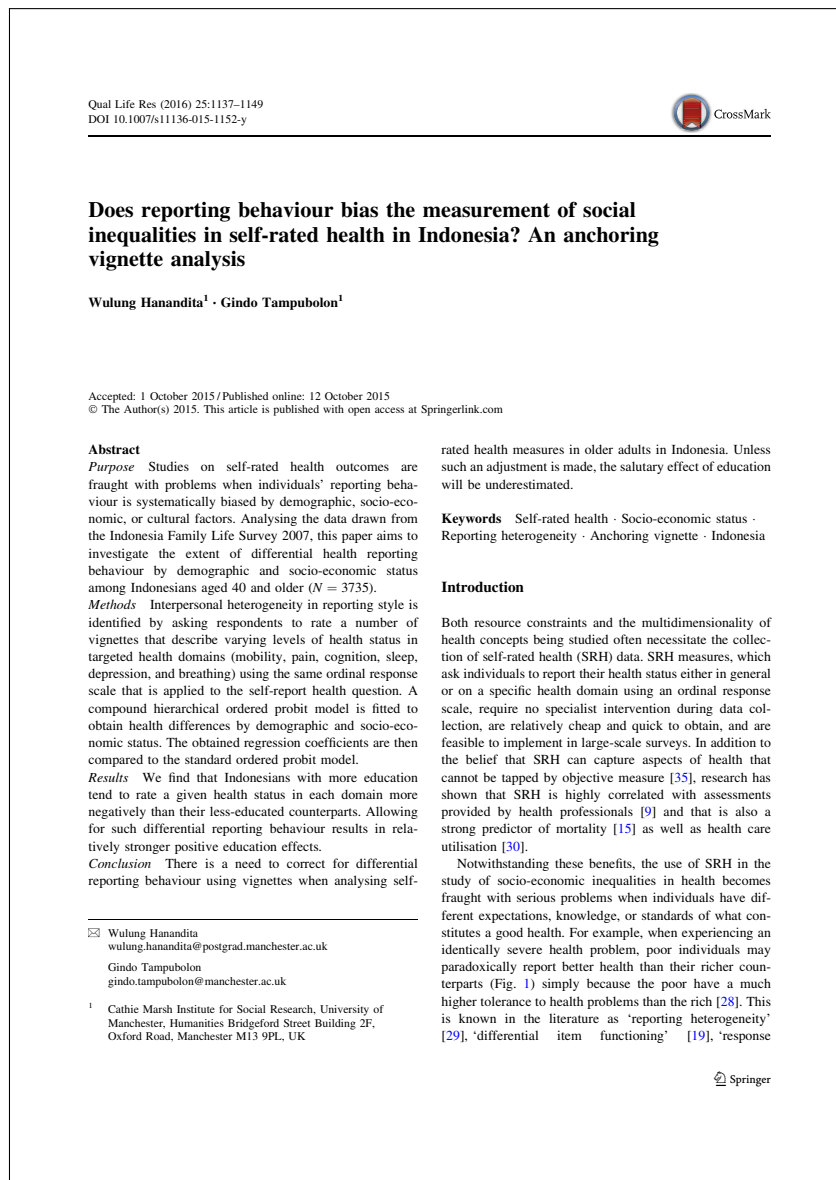 Qual Life Res (2016) 25:1137–1149
DOI 10.1007/s11136-015-1152-y
CrossMark
Does reporting behaviour bias the measurement of social
inequalities in self-rated health in Indonesia? An anchoring
vignette analysis
Wulung Hanandita1 · Gindo Tampubolon1
Accepted: 1 October 2015 / Published online: 12 October 2015
© The Author(s) 2015. This article is published with open access at Springerlink.com
Abstract
Purpose Studies on self-rated health outcomes are
fraught with problems when individuals' reporting beha-
viour is systematically biased by demographic, socio-eco-
nomic, or cultural factors. Analysing the data drawn from
the Indonesia Family Life Survey 2007, this paper aims to
investigate the extent of differential health reporting
behaviour by demographic and socio-economic status
among Indonesians aged 40 and older (N = 3735).
Methods Interpersonal heterogeneity in reporting style is
identified by asking respondents to rate a number of
vignettes that describe varying levels of health status in
targeted health domains (mobility, pain, cognition, sleep,
depression, and breathing) using the same ordinal response
scale that is applied to the self-report health question. A
compound hierarchical ordered probit model is fitted to
obtain health differences by demographic and socio-eco-
nomic status. The obtained regression coefficients are then
compared to the standard ordered probit model.
Results We find that Indonesians with more education
tend to rate a given health status in each domain more
negatively than their less-educated counterparts. Allowing
for such differential reporting behaviour results in rela-
tively stronger positive education effects.
Conclusion There is a need to correct for differential
reporting behaviour using vignettes when analysing self-
rated health measures in older adults in Indonesia. Unless
such an adjustment is made, the salutary effect of education
will be underestimated.
Keywords Self-rated health · Socio-economic status ·
Reporting heterogeneity · Anchoring vignette · Indonesia
Introduction
Both resource constraints and the multidimensionality of
health concepts being studied often necessitate the collec-
tion of self-rated health (SRH) data. SRH measures, which
ask individuals to report their health status either in general
or on a specific health domain using an ordinal response
scale, require no specialist intervention during data col-
lection, are relatively cheap and quick to obtain, and are
feasible to implement in large-scale surveys. In addition to
the belief that SRH can capture aspects of health that
cannot be tapped by objective measure [35], research has
shown that SRH is highly correlated with assessments
provided by health professionals [9] and that is also a
strong predictor of mortality [15] as well as health care
utilisation [30].
Notwithstanding these benefits, the use of SRH in the
study of socio-economic inequalities in health becomes
fraught with serious problems when individuals have dif-
ferent expectations, knowledge, or standards of what con-
stitutes a good health. For example, when experiencing an
identically severe health problem, poor individuals may
paradoxically report better health than their richer coun-
terparts (Fig. 1) simply because the poor have a much
higher tolerance to health problems than the rich [28]. This
is known in the literature as 'reporting heterogeneity'
[29], 'differential item functioning' [19], 'response
✉ Wulung Hanandita
wulung.hanandita@postgrad.manchester.ac.uk
Gindo Tampubolon
gindo.tampubolon@manchester.ac.uk
1 Cathie Marsh Institute for Social Research, University of
Manchester, Humanities Bridgeford Street Building 2F,
Oxford Road, Manchester M13 9PL, UK
Springer